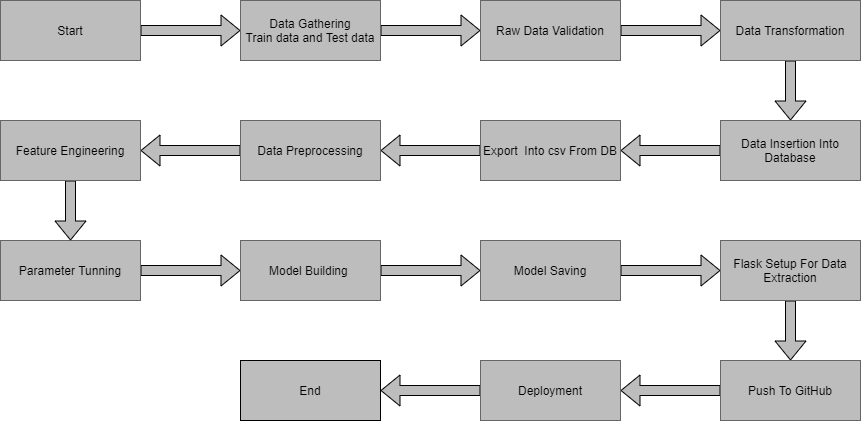 Start
Data Gathering
Train data and Test data
Raw Data Validation
Data Transformation
Data Insertion Into
Database
Export Into csv From DB
Data Preprocessing
Feature Engineering
Parameter Tunning
Model Building
Model Saving
Flask Setup For Data
Extraction
Push To GitHub
Deployment
End